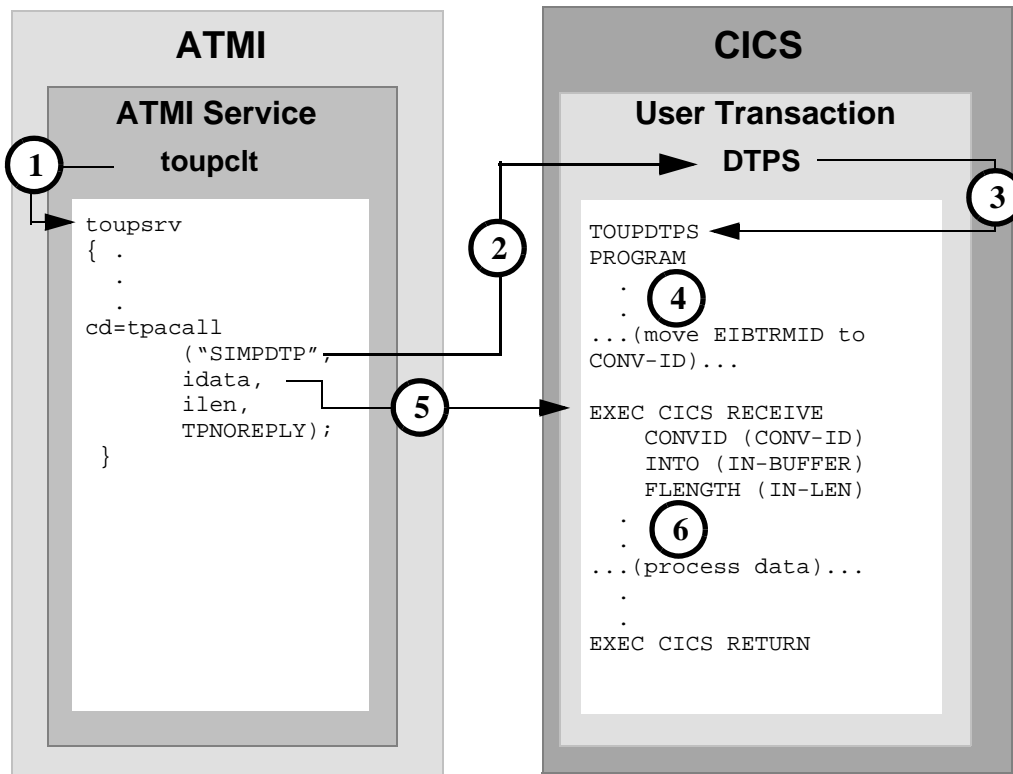 ATMI
ATMI Service
toupclt
1
toupsrv
{ .
.
.
cd=tpacall
(“SIMPDTP”,
idata,
ilen,
TPNOREPLY);
}
2
5
CICS
User Transaction
DTPS
3
TOUPDTPS
PROGRAM
.
.
4
...(move EIBTRMID to
CONV-ID)...
EXEC CICS RECEIVE
CONVID (CONV-ID)
INTO (IN-BUFFER)
FLENGTH (IN-LEN)
.
.
6
...(process data)...
.
.
EXEC CICS RETURN